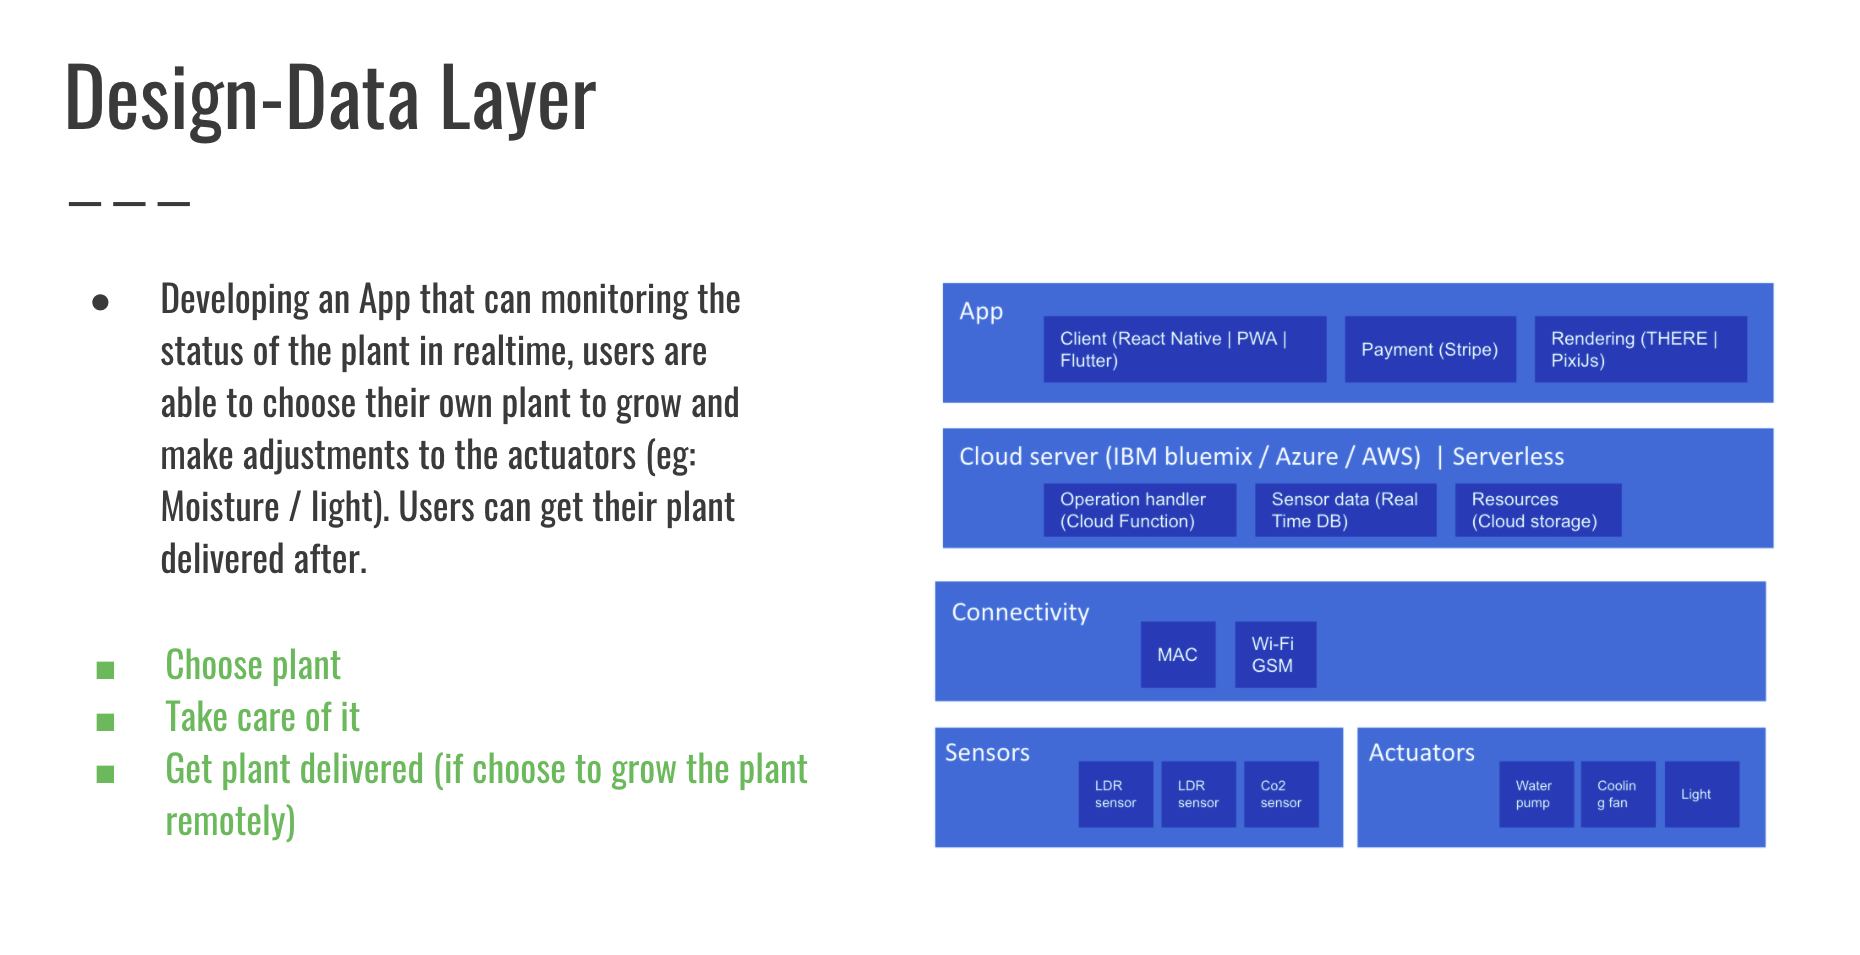 Design-Data Layer
Developing an App that can monitoring the
status of the plant in realtime, users are
able to choose their own plant to grow and
make adjustments to the actuators (eg:
Moisture / light). Users can get their plant
delivered after.
Choose plant
Take care of it
Get plant delivered (if choose to grow the plant
remotely)
App
Client (React Native | PWA |
Flutter)
Payment (Stripe)
Rendering (THERE |
PixiJs)
Cloud server (IBM bluemix / Azure / AWS) | Serverless
Operation handler
(Cloud Function)
Sensor data (Real
Time DB)
Resources
(Cloud storage)
Connectivity
MAC
Wi-Fi
GSM
Sensors
LDR
sensor
LDR
sensor
Co2
sensor
Actuators
Water
pump
Coolin
g fan
Light